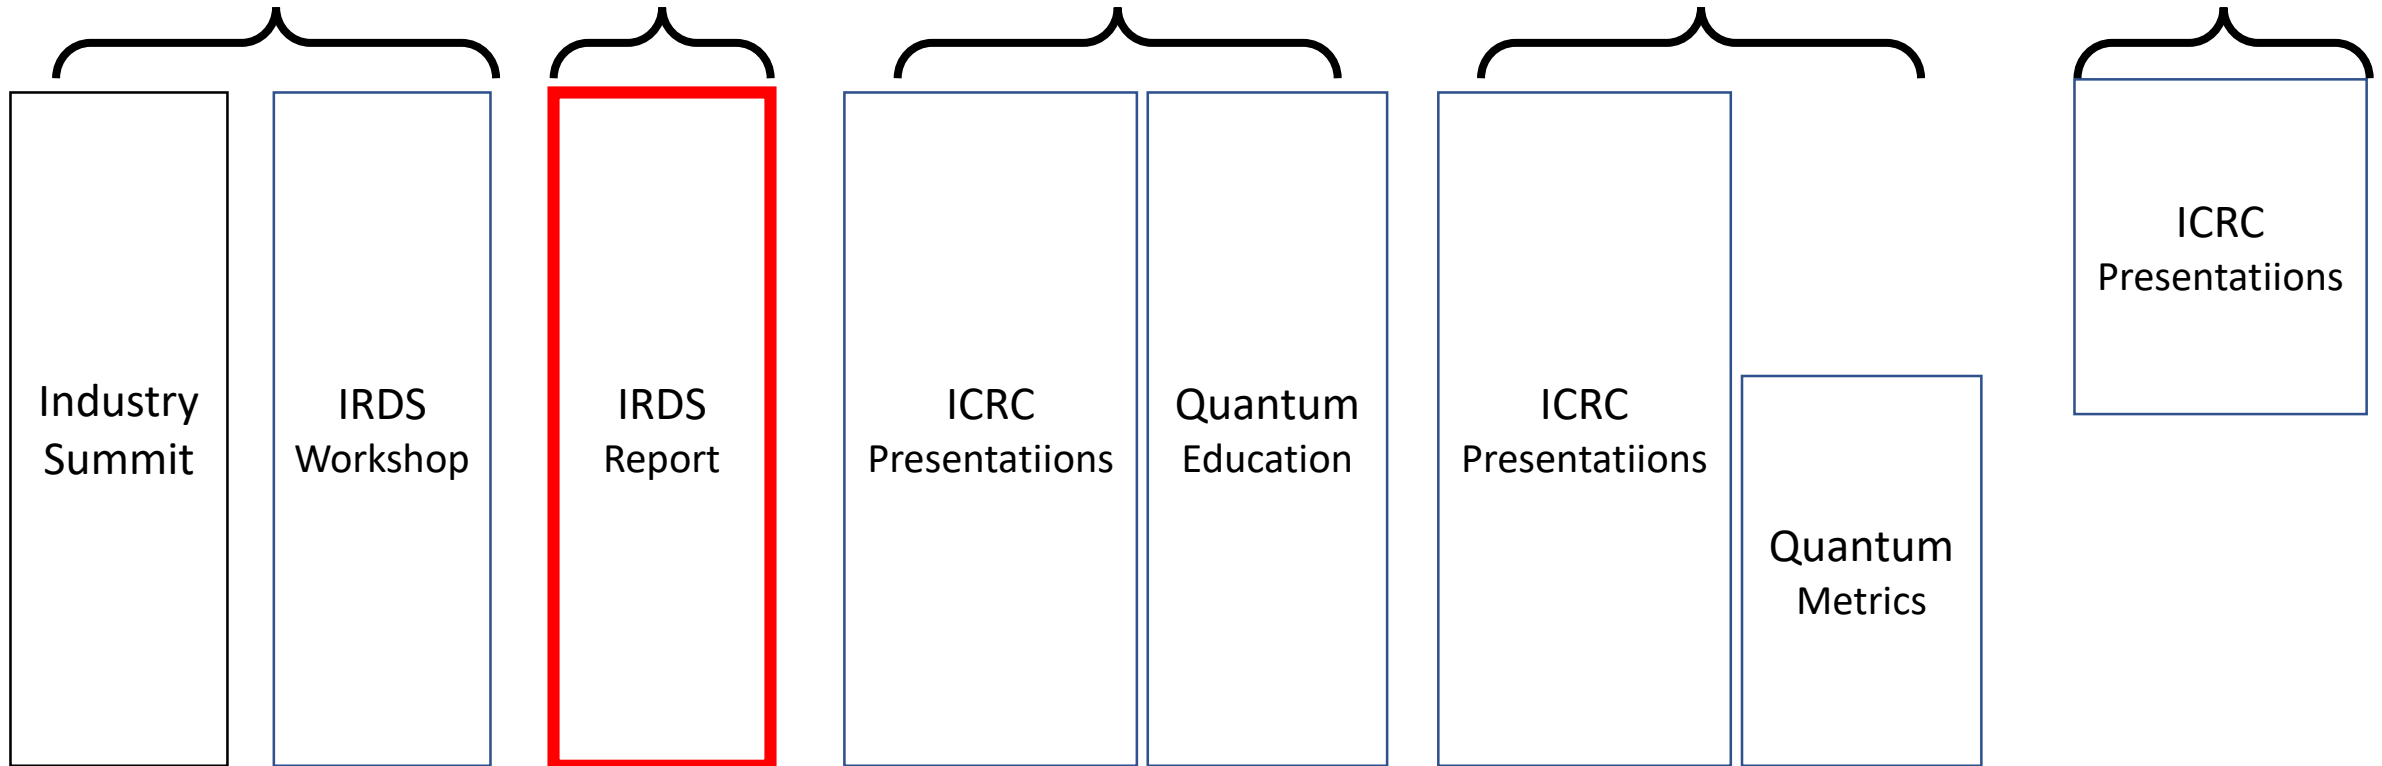 Industry
Summit
IRDS
Workshop
IRDS
Report
ICRC
Presentatiions
Quantum
Education
ICRC
Presentatiions
Quantum
Metrics
ICRC
Presentatiions